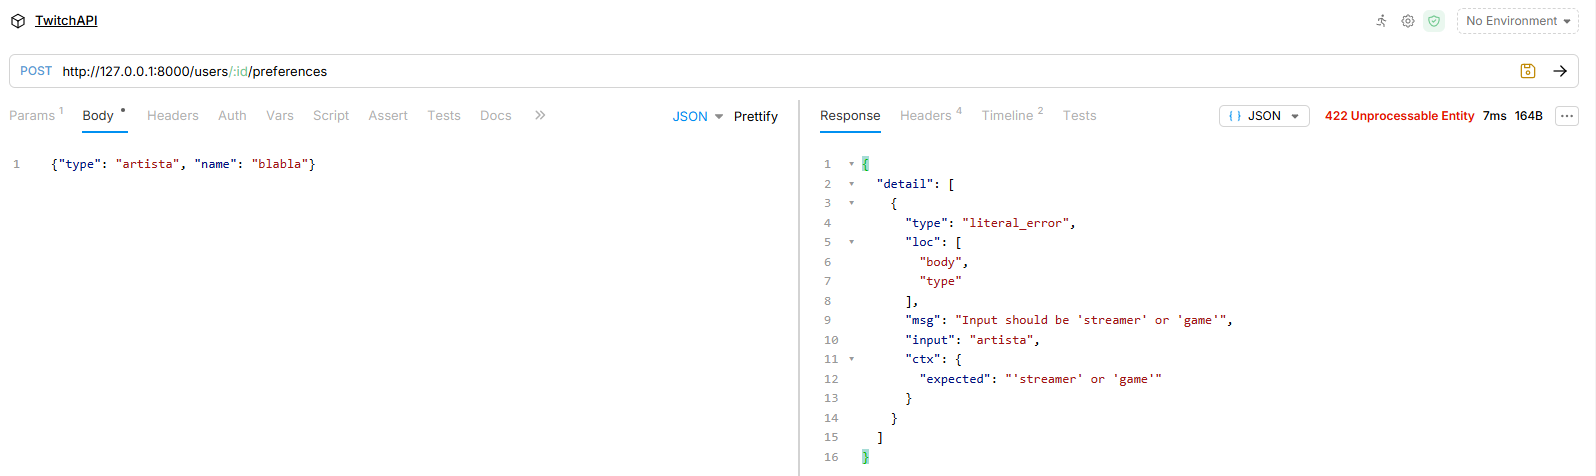 TwitchAPI
No Environment
POST http://127.0.0.1:8000/users/:id/preferences
Params 1 Body Headers Auth Vars Script Assert Tests Docs JSON Prettify
1 {"type": "artista", "name": "blabla"}
Response Headers 4 Timeline 2 Tests { } JSON 422 Unprocessable Entity 7ms 164B
1 {
2 "detail": [
3 {
4 "type": "literal_error",
5 "loc": [
6 "body",
7 "type"
8 ],
9 "msg": "Input should be 'streamer' or 'game'",
10 "input": "artista",
11 "ctx": {
12 "expected": "'streamer' or 'game'"
13 }
14 }
15 ]
16 }